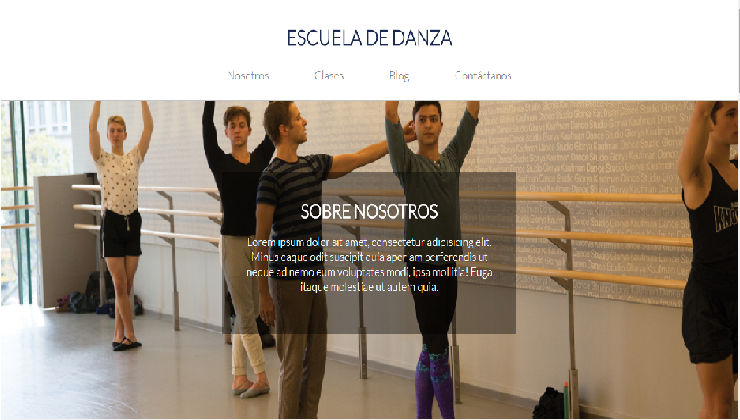 ESCUELA DE DANZA
Nosotros Clases Blog Contáctanos
SOBRE NOSOTROS
Lorem ipsum dolor sit amet, consectetur adipisicing elit.
Minus eaque odit suscipit quia aperiam perferendis ut
neque ad nemo eum voluptates modi, ipsa mollitia! Fuga
itaque molestiae ut autem quia.